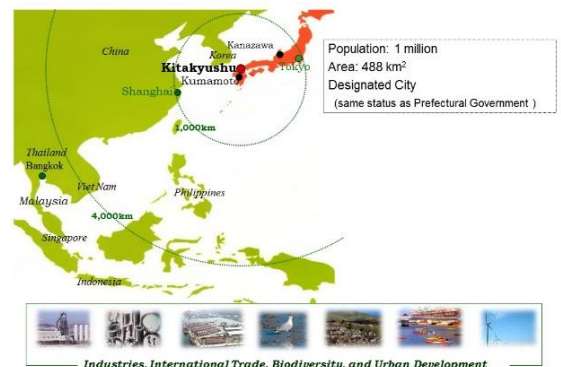 China
Korea
Kanazawa
Kitakyushu
Tokyo
Kumamoto
Shanghai
1,000km
Thailand
Bangkok
Viet Nam
Philippines
Malaysia
4,000km
Singapore
Indonesia
Population: 1 million
Area: 488 km²
Designated City
(same status as Prefectural Government )
Industries, International Trade, Biodiversity, and Urban Development